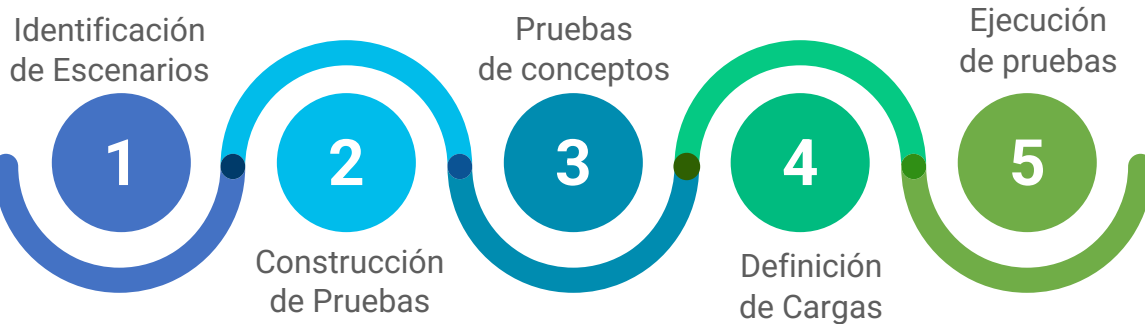 Identificación
de Escenarios
1
2
Construcción
de Pruebas
Pruebas
de conceptos
3
4
Definición
de Cargas
Ejecución
de pruebas
5